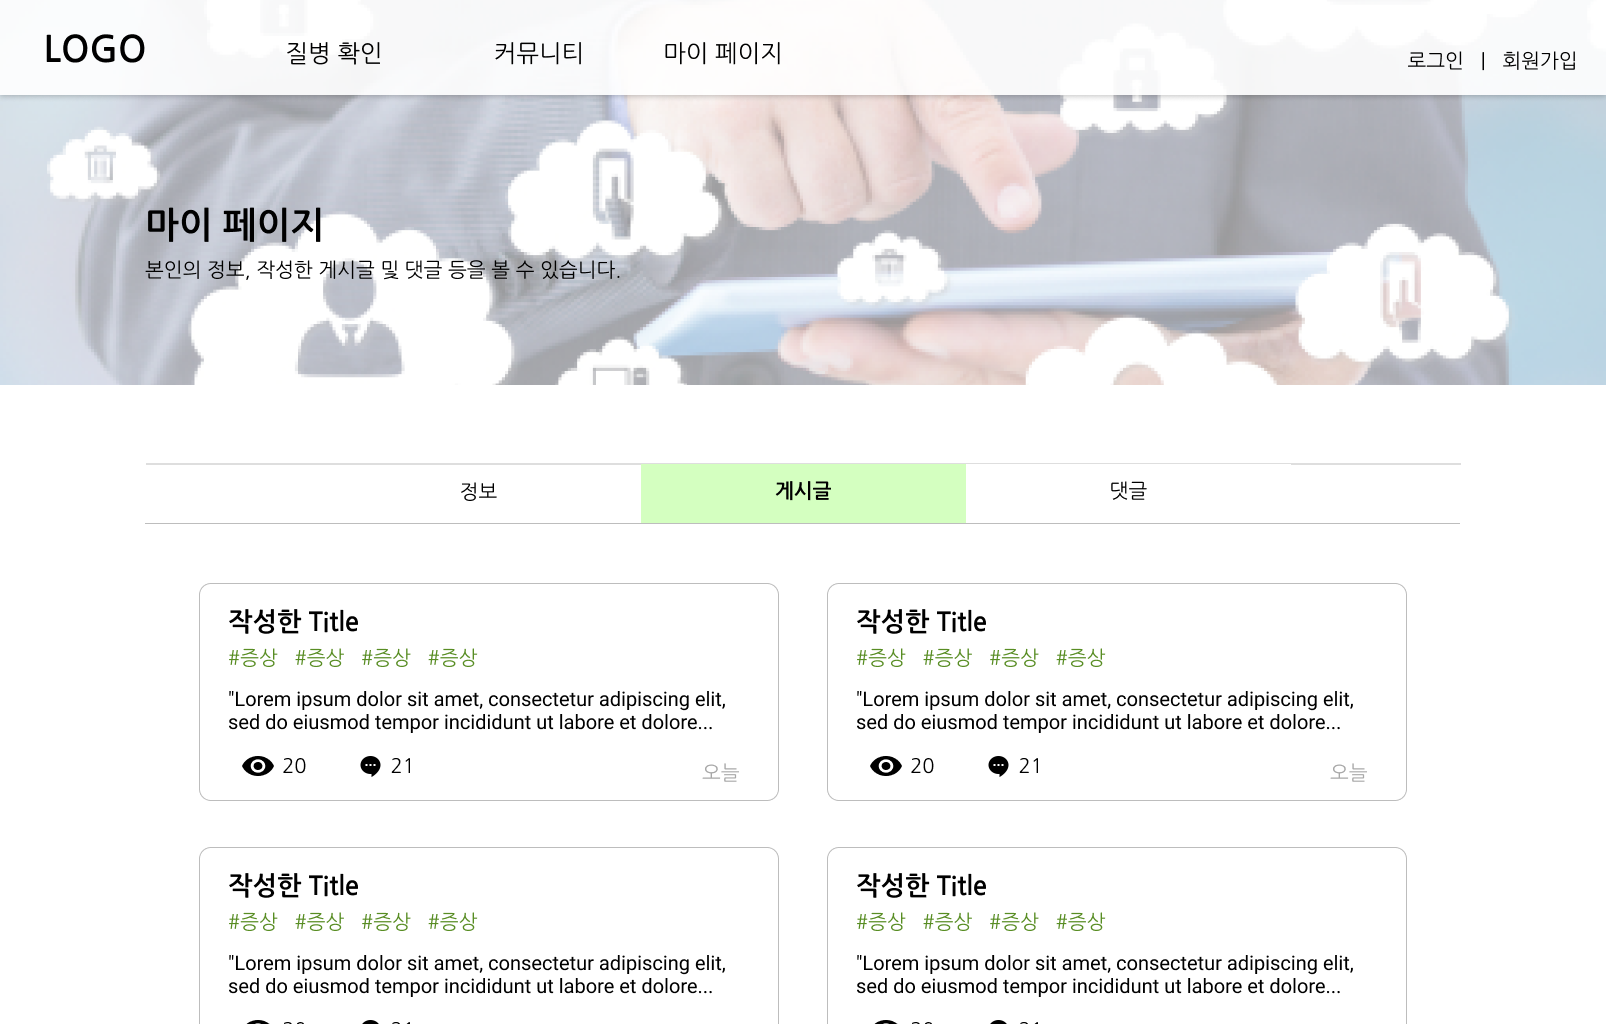 LOGO 질병 확인 커뮤니티 마이 페이지 로그인 | 회원가입
마이 페이지
본인의 정보, 작성한 게시글 및 댓글 등을 볼 수 있습니다.
정보 게시글 댓글
작성한 Title
#증상 #증상 #증상 #증상
"Lorem ipsum dolor sit amet, consectetur adipiscing elit,
sed do eiusmod tempor incididunt ut labore et dolore...
20 21 오늘
작성한 Title
#증상 #증상 #증상 #증상
"Lorem ipsum dolor sit amet, consectetur adipiscing elit,
sed do eiusmod tempor incididunt ut labore et dolore...
20 21 오늘
작성한 Title
#증상 #증상 #증상 #증상
"Lorem ipsum dolor sit amet, consectetur adipiscing elit,
sed do eiusmod tempor incididunt ut labore et dolore...
작성한 Title
#증상 #증상 #증상 #증상
"Lorem ipsum dolor sit amet, consectetur adipiscing elit,
sed do eiusmod tempor incididunt ut labore et dolore...